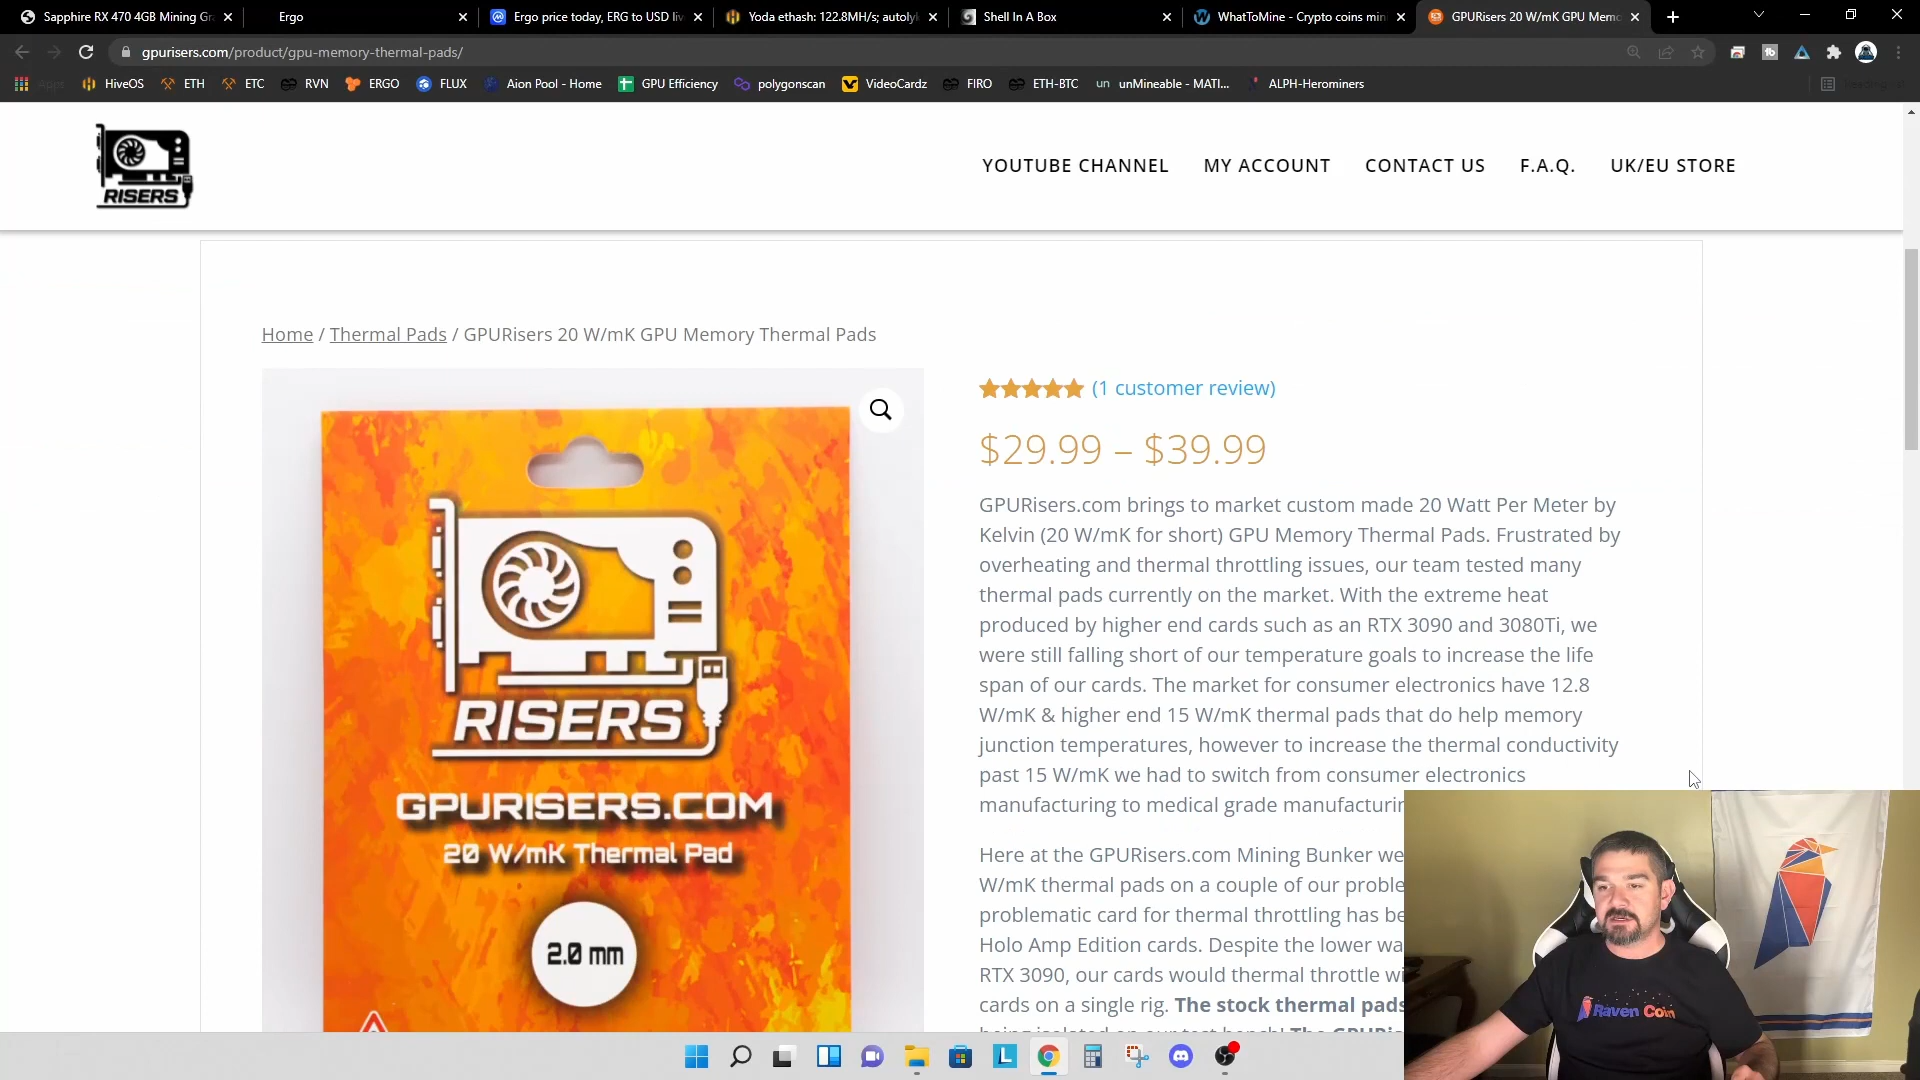 Sapphire RX 470 4GB Mining Gr
Ergo
Ergo price today, ERG to USD liv
Yoda ethash: 122.8MH/s; autolyk
Shell In A Box
WhatToMine - Crypto coins min
GPURisers 20 W/mK GPU Memo
gpurisers.com/product/gpu-memory-thermal-pads/
Apps
HiveOS
ETH
ETC
RVN
ERGO
FLUX
Aion Pool - Home
GPU Efficiency
polygonscan
VideoCardz
FIRO
ETH-BTC
un unMineable - MATI...
ALPH-Herominers
RISERS
YOUTUBE CHANNEL
MY ACCOUNT
CONTACT US
F.A.Q.
UK/EU STORE
Home / Thermal Pads / GPURisers 20 W/mK GPU Memory Thermal Pads
RISERS
GPURISERS.COM
20 W/mK Thermal Pad
2.0 mm
(1 customer review)
$29.99 – $39.99
GPURisers.com brings to market custom made 20 Watt Per Meter by
Kelvin (20 W/mK for short) GPU Memory Thermal Pads. Frustrated by
overheating and thermal throttling issues, our team tested many
thermal pads currently on the market. With the extreme heat
produced by higher end cards such as an RTX 3090 and 3080Ti, we
were still falling short of our temperature goals to increase the life
span of our cards. The market for consumer electronics have 12.8
W/mK & higher end 15 W/mK thermal pads that do help memory
junction temperatures, however to increase the thermal conductivity
past 15 W/mK we had to switch from consumer electronics
manufacturing to medical grade manufacturin
Here at the GPURisers.com Mining Bunker we
W/mK thermal pads on a couple of our proble
problematic card for thermal throttling has be
Holo Amp Edition cards. Despite the lower wa
RTX 3090, our cards would thermal throttle wi
cards on a single rig. The stock thermal pads
Raven Coin